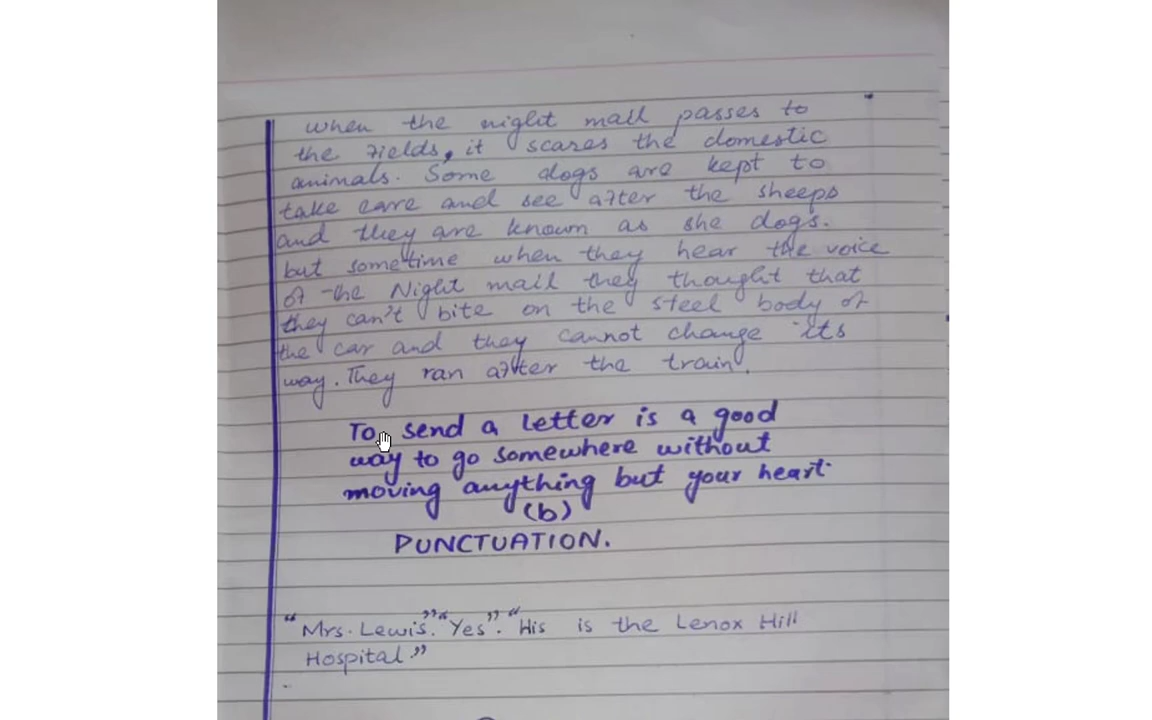 when the night mall passes to
the fields, it scares the domestic
animals. Some dogs are kept to
take care and see after the sheeps
and they are known as she dogs.
but sometime when they hear the voice
of the Night mail they thought that
they can't bite on the steel body of
the car and they cannot change its
way. They ran after the train.
To send a letter is a good
way to go somewhere without
moving anything but your heart.
(b)
PUNCTUATION.
"Mrs. Lewis". "Yes". "His is the Lenox Hill
Hospital."